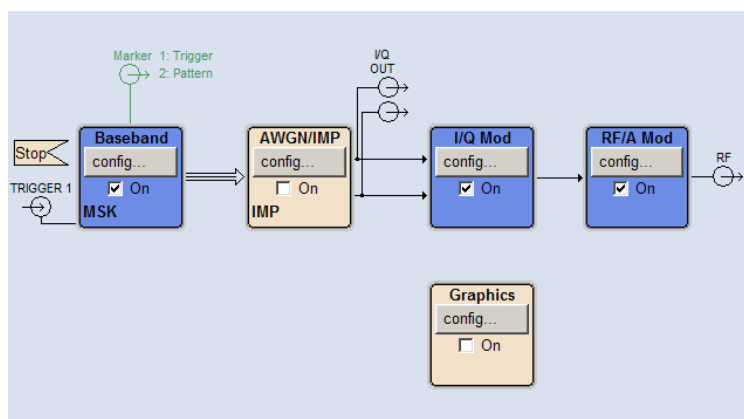 Marker 1: Trigger
2: Pattern
I/Q
OUT
Stop
TRIGGER 1
Baseband
config...
On
MSK
AWGN/IMP
config...
On
IMP
I/Q Mod
config...
On
RF/A Mod
config...
On
RF
Graphics
config...
On